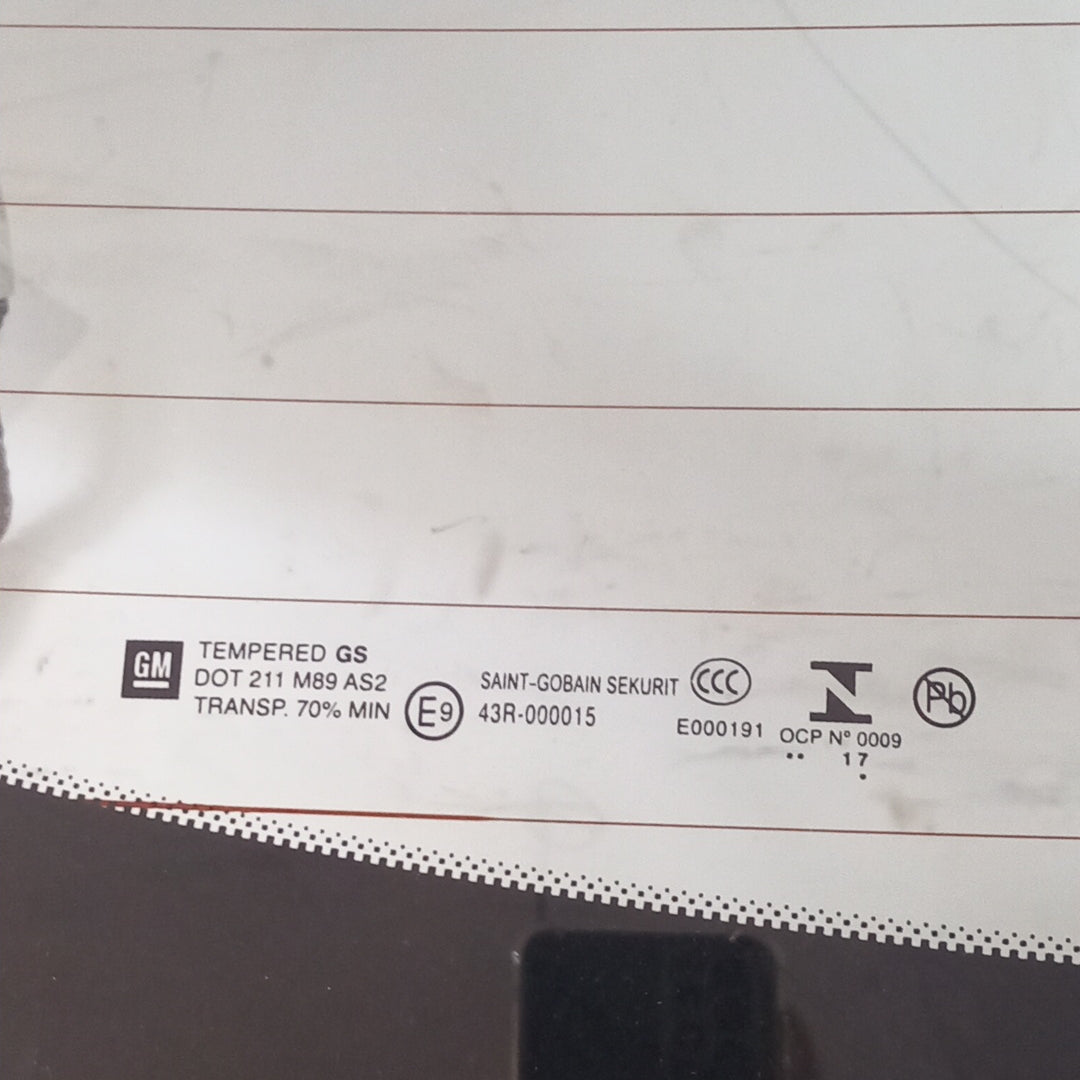 GM
TEMPERED GS
DOT 211 M89 AS2
TRANSP. 70% MIN
E9
SAINT-GOBAIN SEKURIT
43R-000015
CCC
E000191
N
OCP Nº 0009
.. 17
.
Pb